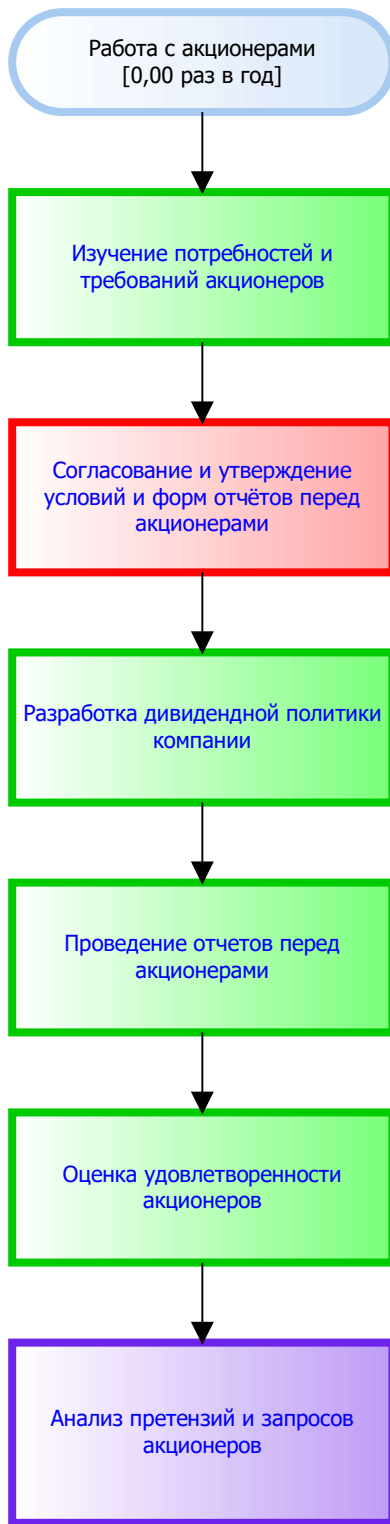 Работа с акционерами
[0,00 раз в год]
Изучение потребностей и
требований акционеров
Согласование и утверждение
условий и форм отчётов перед
акционерами
Разработка дивидендной политики
компании
Проведение отчетов перед
акционерами
Оценка удовлетворенности
акционеров
Анализ претензий и запросов
акционеров